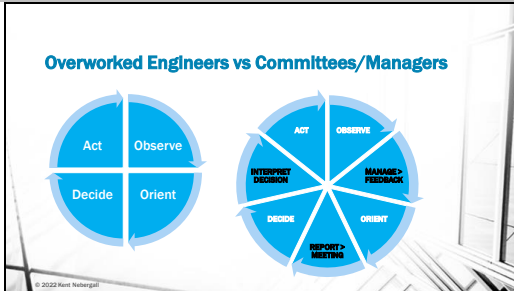 Overworked Engineers vs Committees/Managers
Act
Observe
Decide
Orient
ACT
OBSERVE
INTERPRET
DECISION
MANAGE>
FEEDBACK
DECIDE
ORIENT
REPORT>
MEETING
© 2022 Kent Nebergall